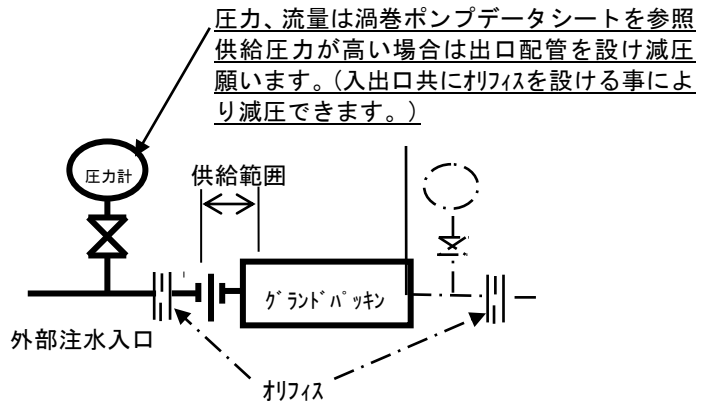 圧力、流量は渦巻ポンプデータシートを参照
供給圧力が高い場合は出口配管を設け減圧
願います。(入出口共にｵﾘﾌｨｽを設ける事によ
り減圧できます。)
圧力計
供給範囲
ｸﾞﾗﾝﾄﾞﾊﾟｯｷﾝ
外部注水入口
ｵﾘﾌｨｽ